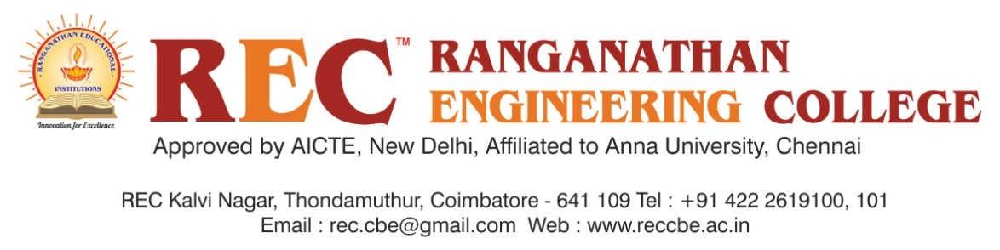 RANGANATHAN EDUCATIONAL
INSTITUTIONS
Innovation for Excellence
REC™
RANGANATHAN
ENGINEERING COLLEGE
Approved by AICTE, New Delhi, Affiliated to Anna University, Chennai
REC Kalvi Nagar, Thondamuthur, Coimbatore - 641 109 Tel : +91 422 2619100, 101
Email : rec.cbe@gmail.com Web : www.reccbe.ac.in